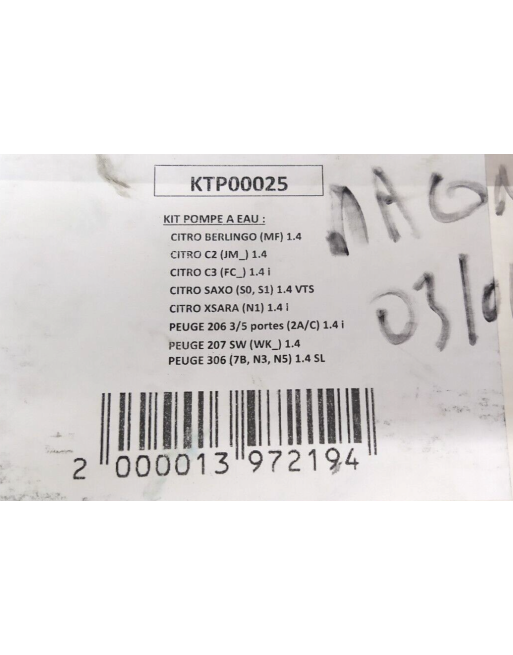 KTP00025
KIT POMPE A EAU :
CITRO BERLINGO (MF) 1.4
CITRO C2 (JM_) 1.4
CITRO C3 (FC_) 1.4 i
CITRO SAXO (S0, S1) 1.4 VTS
CITRO XSARA (N1) 1.4 i
PEUGE 206 3/5 portes (2A/C) 1.4 i
PEUGE 207 SW (WK_) 1.4
PEUGE 306 (7B, N3, N5) 1.4 SL
2 000013 972194
03/0